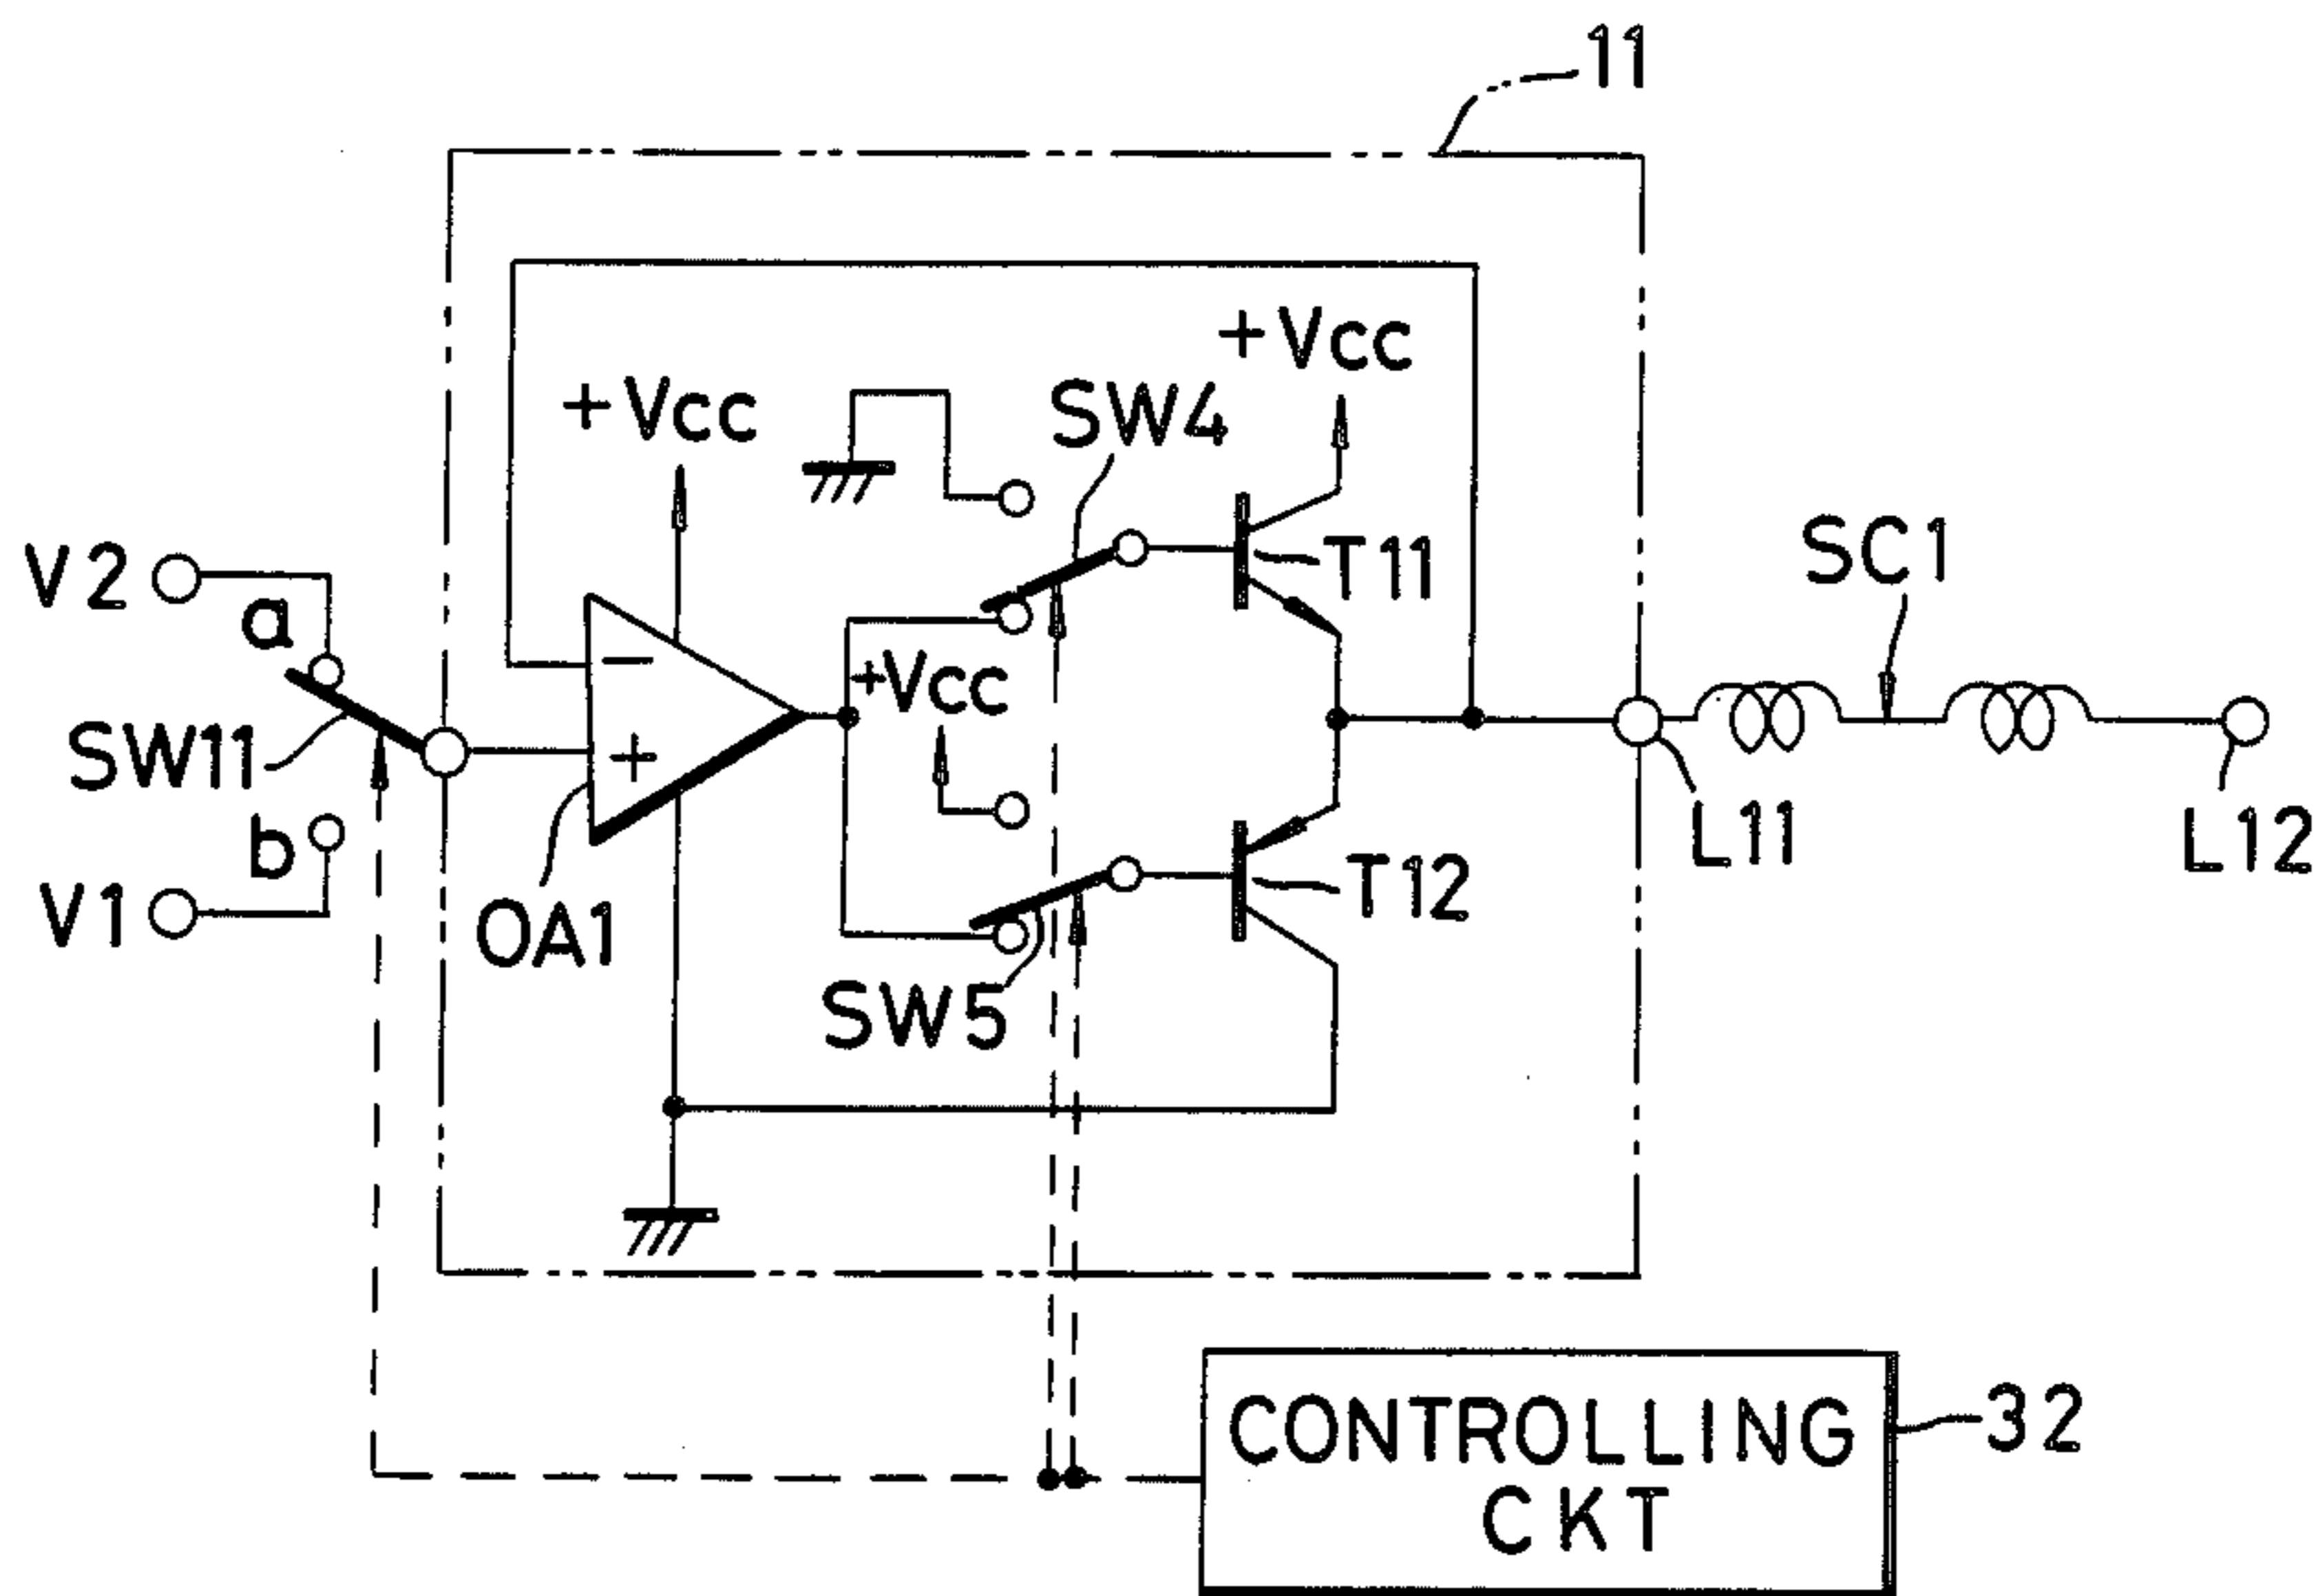 11
+Vcc
+Vcc
SW4
V2
a
T11
SC1
+Vcc
SW11
−
+
b
V1
OA1
T12
L11
L12
SW5
CONTROLLING
CKT
32